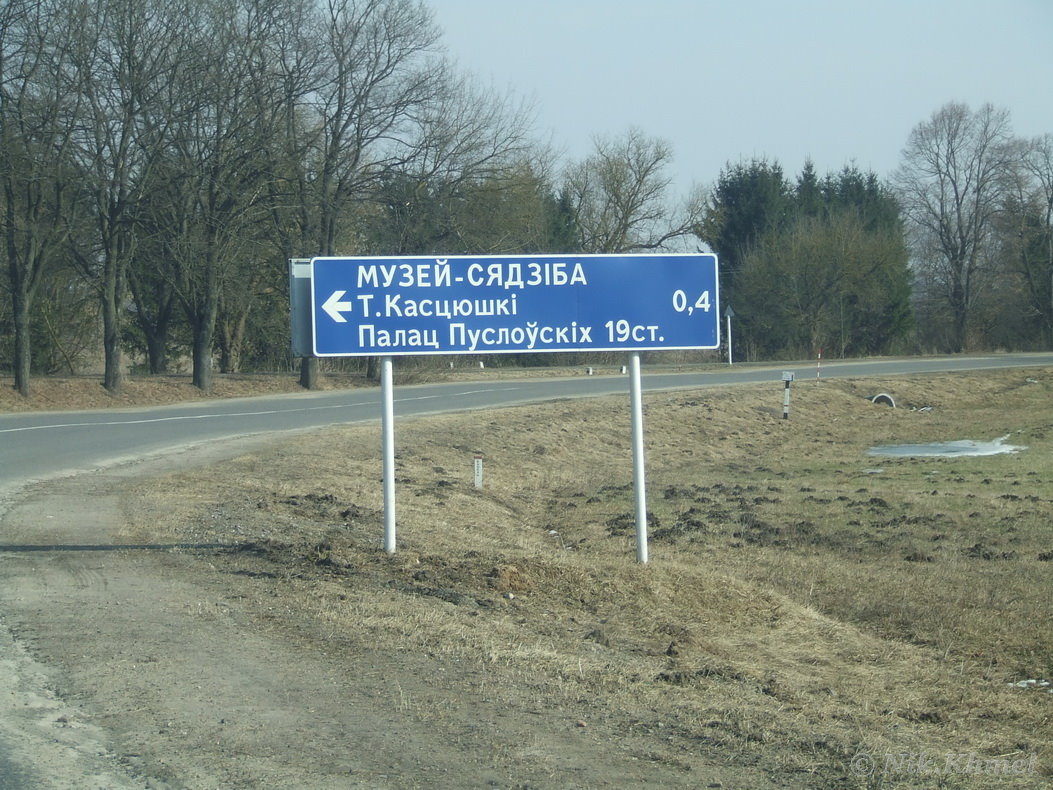 МУЗЕЙ-СЯДЗІБА
Т.Касцюшкі
0,4
Палац Пуслоўскіх 19ст.
© Nik.Khmel